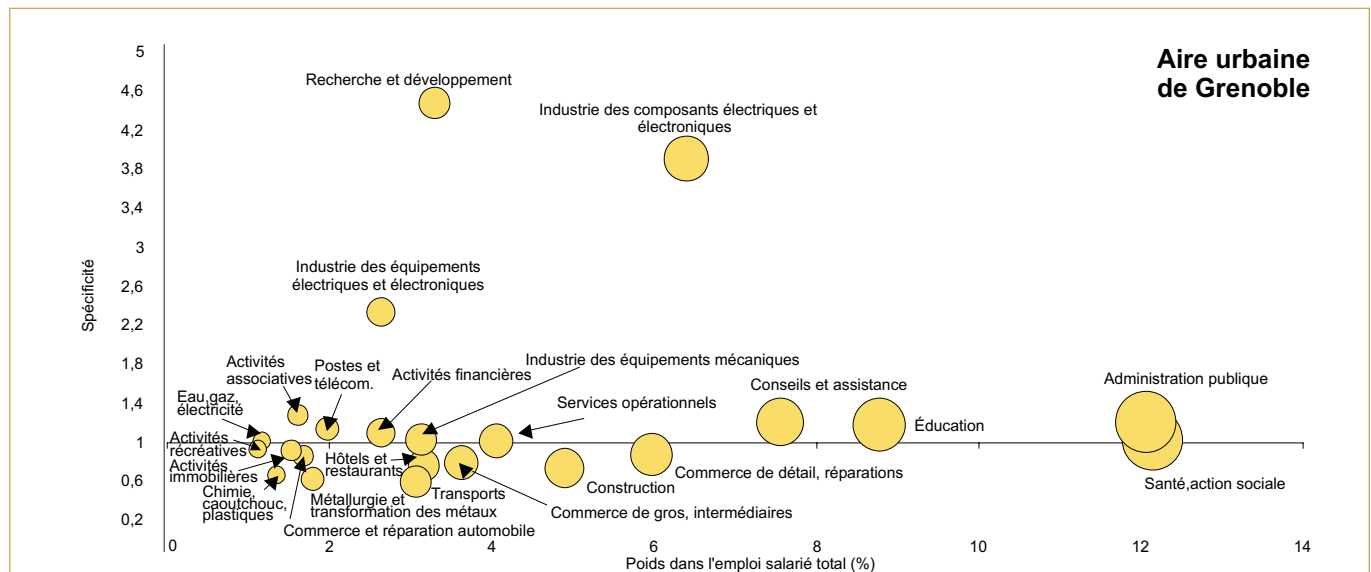 Aire urbaine
de Grenoble
Spécificité
5
4,6
4,2
3,8
3,4
3
2,6
2,2
1,8
1,4
1
0,6
0,2
Recherche et développement
Industrie des composants électriques et
électroniques
Industrie des équipements
électriques et électroniques
Activités
associatives
Postes et
télécom.
Activités financières
Industrie des équipements mécaniques
Conseils et assistance
Administration publique
Eau,gaz,
électricité
Services opérationnels
Éducation
Activités
récréatives
Activités
immobilières
Chimie,
caoutchouc,
plastiques
Hôtels et
restaurants
Métallurgie et
transformation des métaux
Transports
Commerce et réparation automobile
Commerce de gros, intermédiaires
Construction
Commerce de détail, réparations
Santé,action sociale
0
2
4
6
8
10
12
14
Poids dans l'emploi salarié total (%)